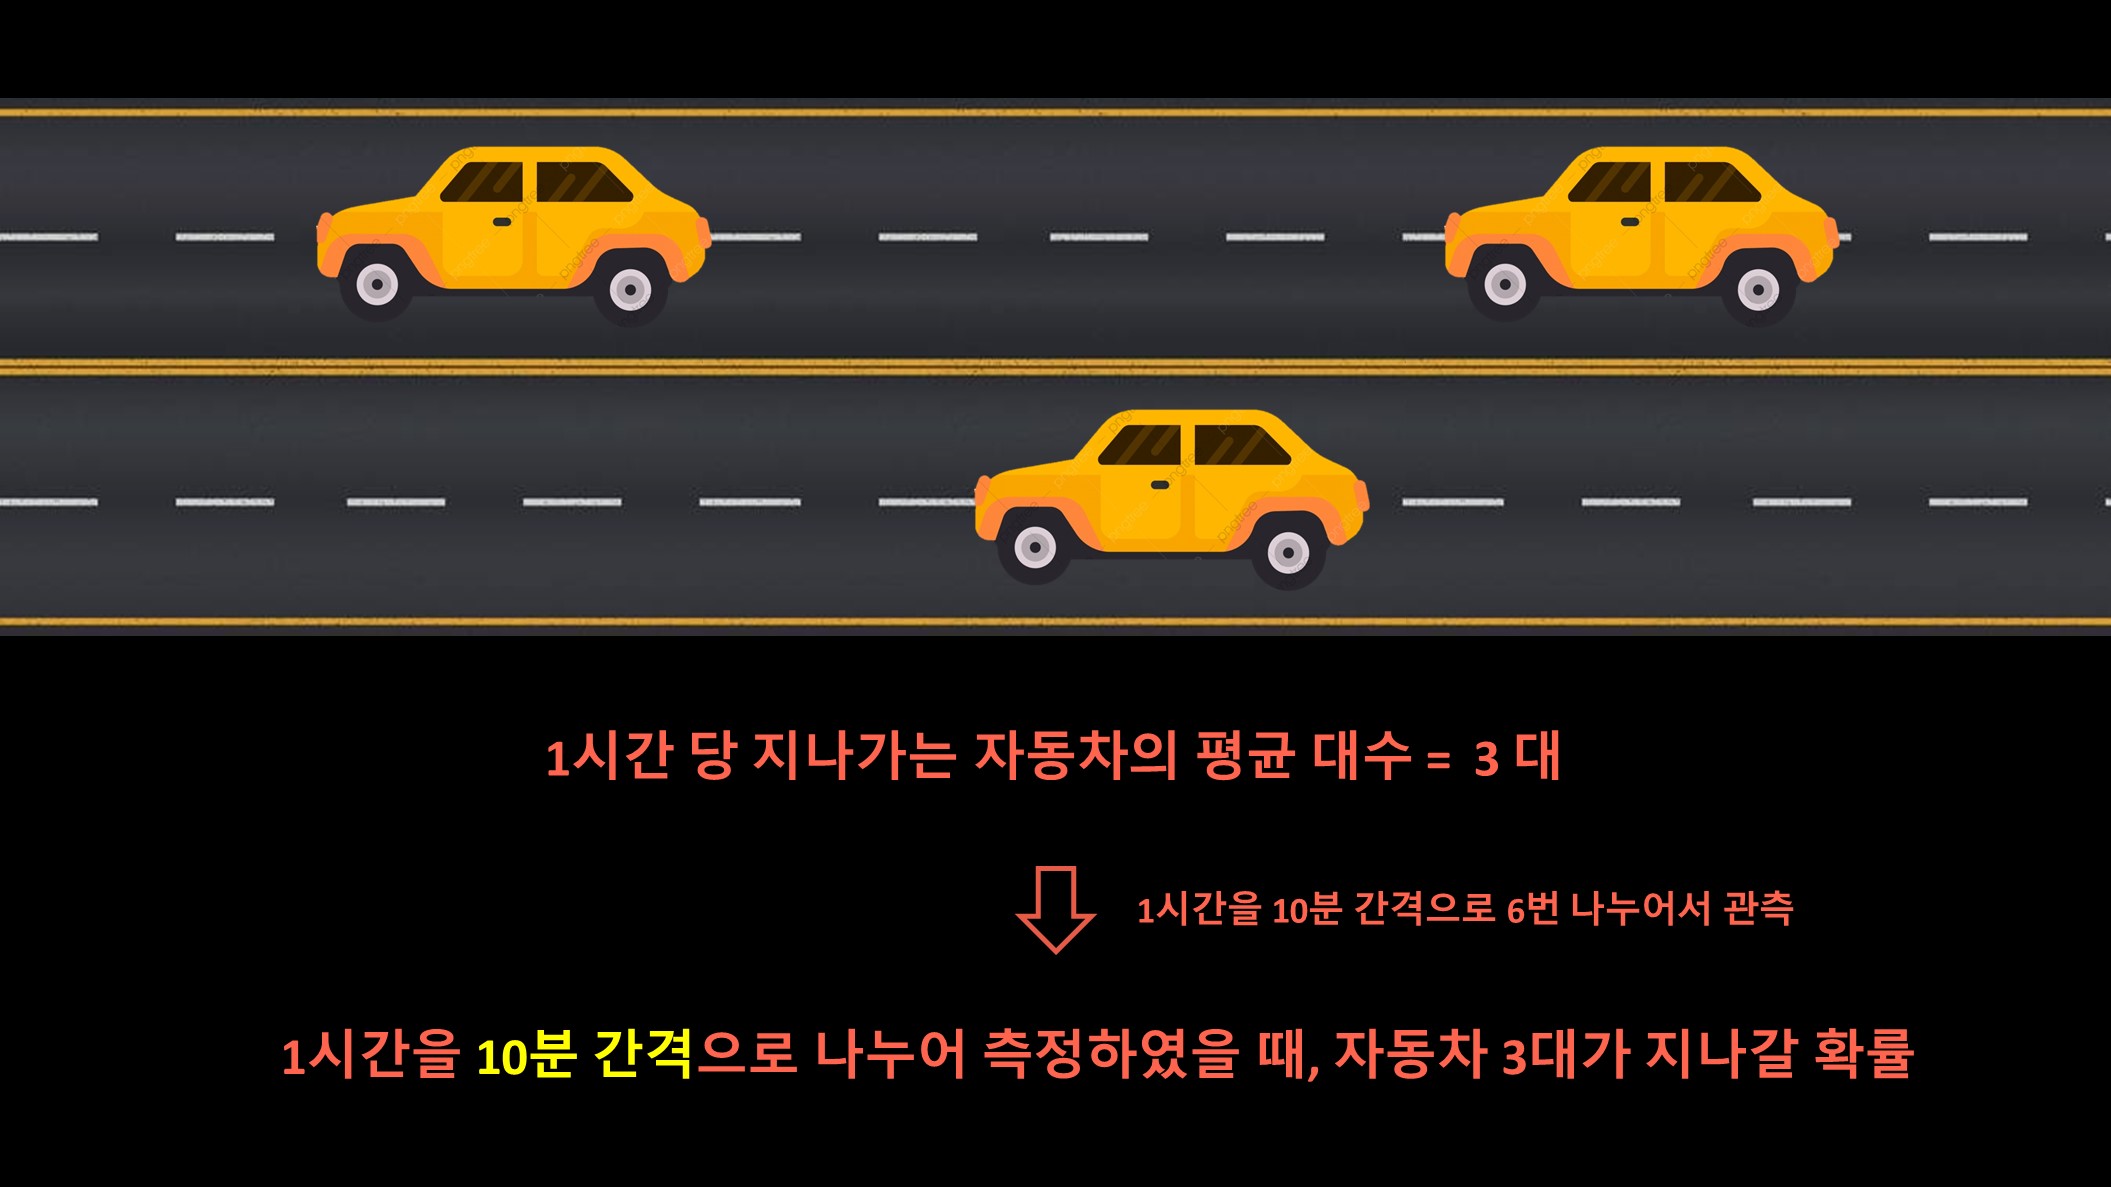 1시간 당 지나가는 자동차의 평균 대수 = 3 대
1시간을 10분 간격으로 6번 나누어서 관측
1시간을 10분 간격으로 나누어 측정하였을 때, 자동차 3대가 지나갈 확률